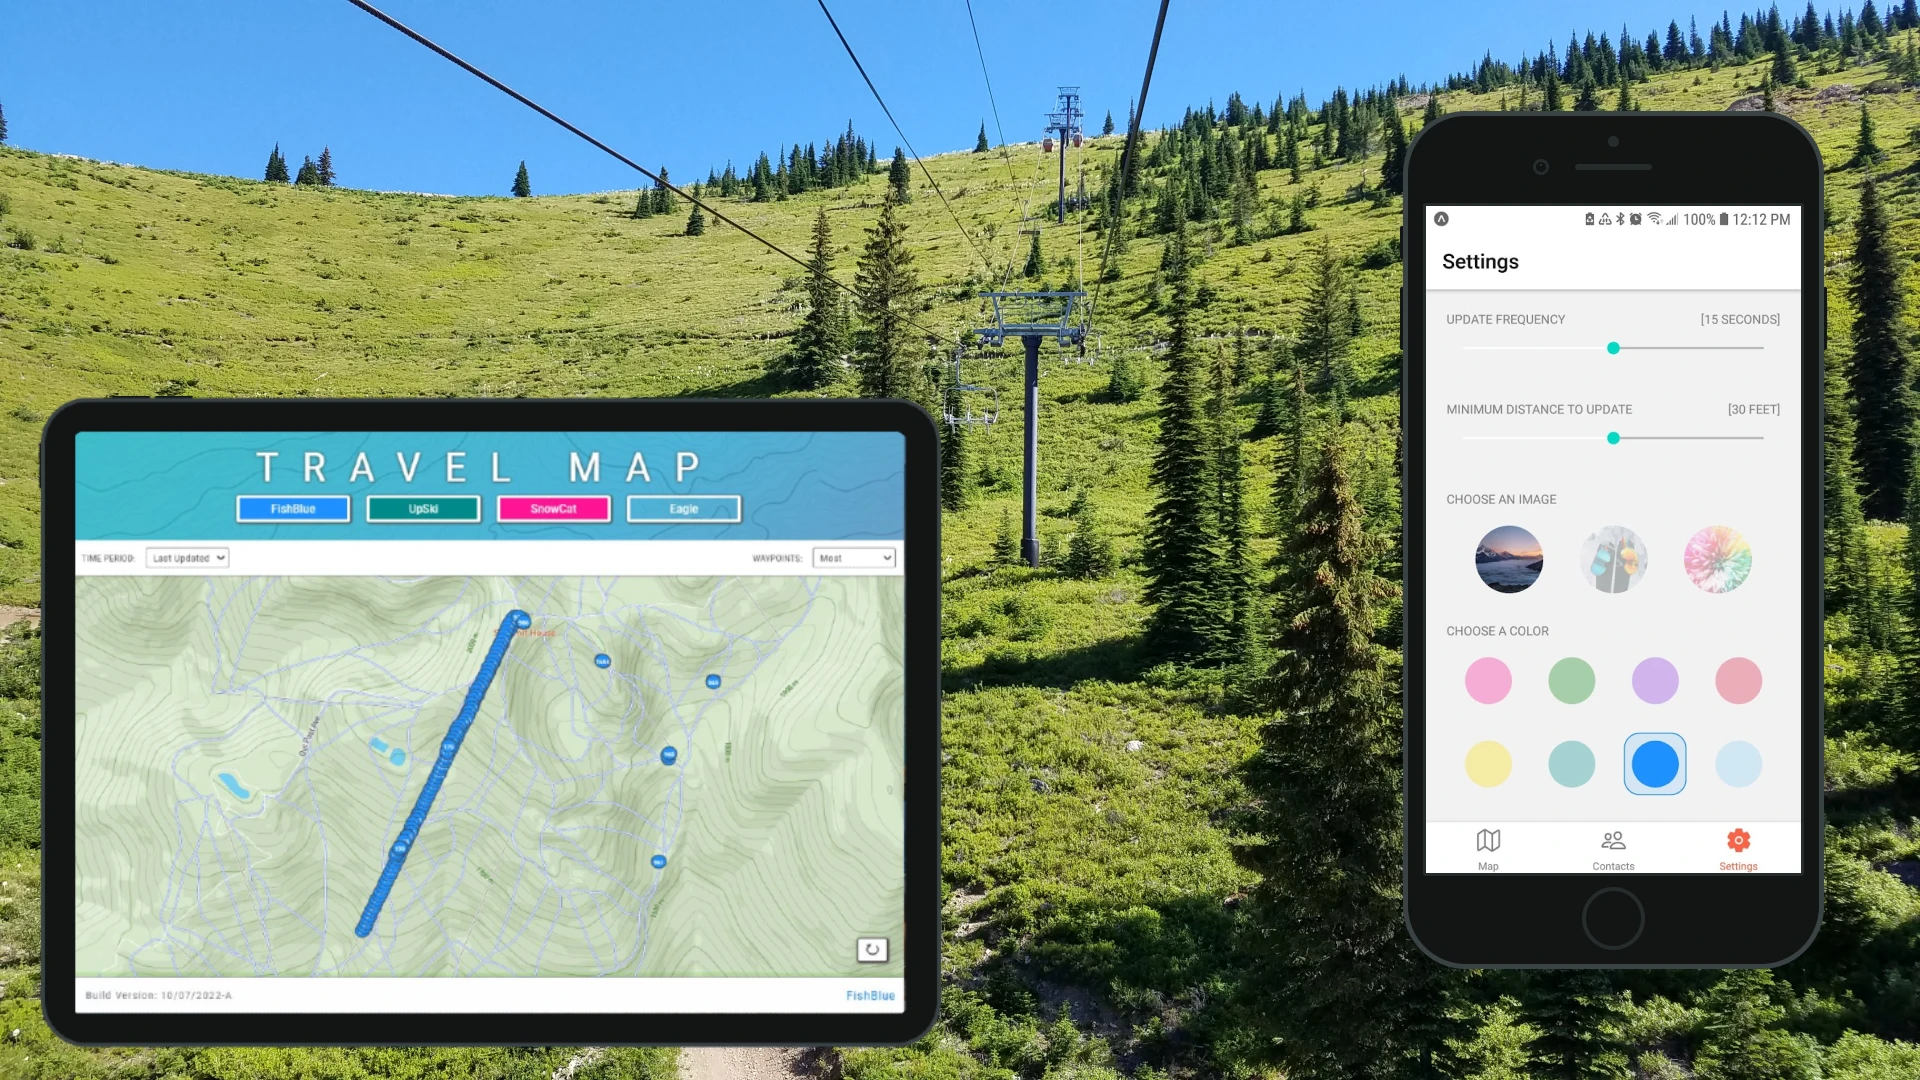 TRAVEL MAP
FishBlue
UpSki
SnowCat
Eagle
TIME PERIOD:
Last Updated
WAYPOINTS:
Most
Build Version: 10/07/2022-A
FishBlue
100% 12:12 PM
Settings
UPDATE FREQUENCY
[15 SECONDS]
MINIMUM DISTANCE TO UPDATE
[30 FEET]
CHOOSE AN IMAGE
CHOOSE A COLOR
Map
Contacts
Settings